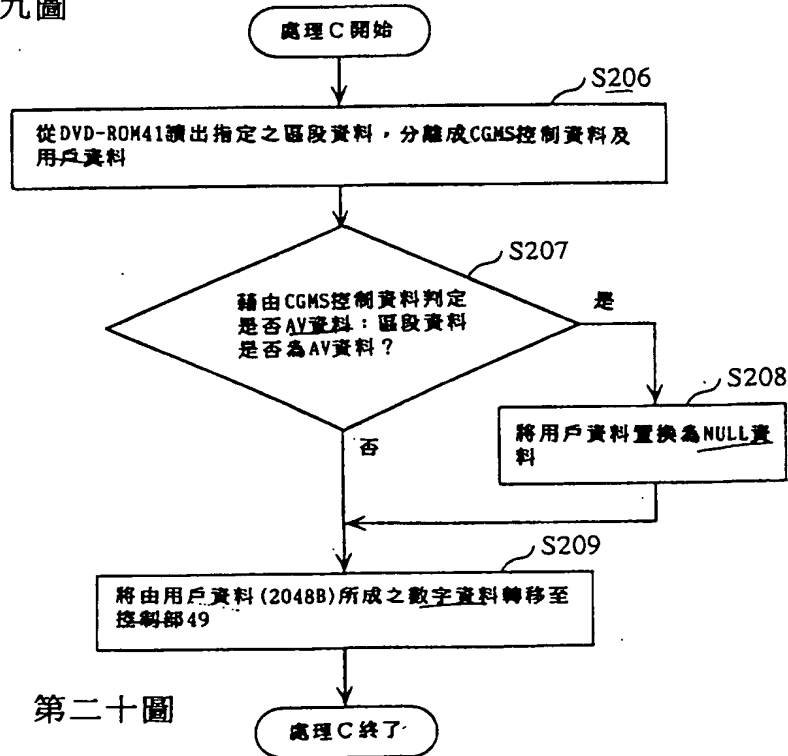 九圖
處理C開始
S206
從DVD-ROM41讀出指定之區段資料，分離成CGMS控制資料及
用戶資料
S207
藉由CGMS控制資料判定
是否AV資料：區段資料
是否為AV資料？
是
S208
將用戶資料置換為NULL資
料
否
S209
將由用戶資料(2048B)所成之數字資料轉移至
控制部49
第二十圖
處理C終了